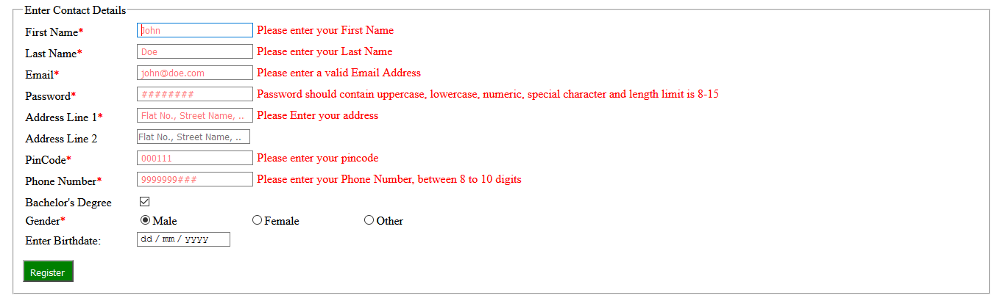 Enter Contact Details
First Name* John Please enter your First Name
Last Name* Doe Please enter your Last Name
Email* john@doe.com Please enter a valid Email Address
Password* ######## Password should contain uppercase, lowercase, numeric, special character and length limit is 8-15
Address Line 1* Flat No., Street Name, .. Please Enter your address
Address Line 2 Flat No., Street Name, ..
PinCode* 000111 Please enter your pincode
Phone Number* 9999999### Please enter your Phone Number, between 8 to 10 digits
Bachelor's Degree
Gender* Male Female Other
Enter Birthdate: dd / mm / yyyy
Register